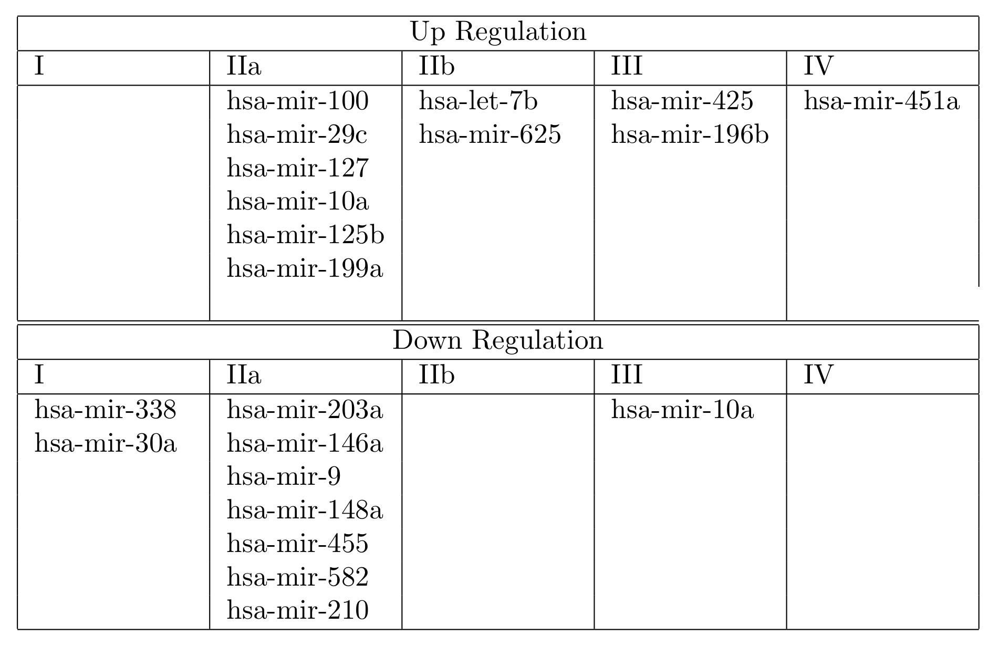 Up Regulation
I IIa IIb III IV
hsa-mir-100 hsa-let-7b hsa-mir-425 hsa-mir-451a
hsa-mir-29c hsa-mir-625 hsa-mir-196b
hsa-mir-127
hsa-mir-10a
hsa-mir-125b
hsa-mir-199a
Down Regulation
I IIa IIb III IV
hsa-mir-338 hsa-mir-203a hsa-mir-10a
hsa-mir-30a hsa-mir-146a
hsa-mir-9
hsa-mir-148a
hsa-mir-455
hsa-mir-582
hsa-mir-210